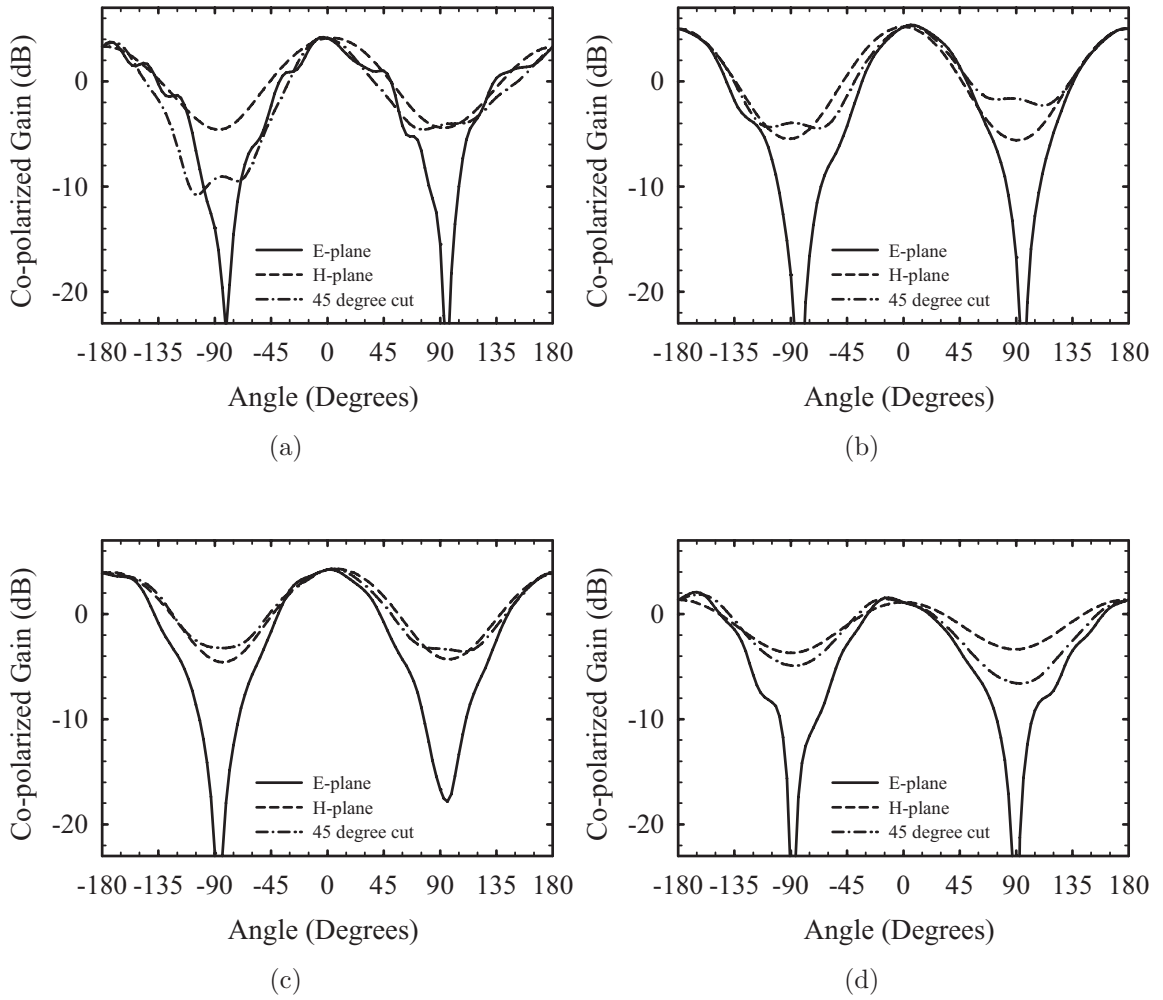 Co-polarized Gain (dB)
0
-10
-20
E-plane
H-plane
45 degree cut
-180 -135 -90 -45 0 45 90 135 180
Angle (Degrees)
(a)
Co-polarized Gain (dB)
0
-10
-20
E-plane
H-plane
45 degree cut
-180 -135 -90 -45 0 45 90 135 180
Angle (Degrees)
(b)
Co-polarized Gain (dB)
0
-10
-20
E-plane
H-plane
45 degree cut
-180 -135 -90 -45 0 45 90 135 180
Angle (Degrees)
(c)
Co-polarized Gain (dB)
0
-10
-20
E-plane
H-plane
45 degree cut
-180 -135 -90 -45 0 45 90 135 180
Angle (Degrees)
(d)